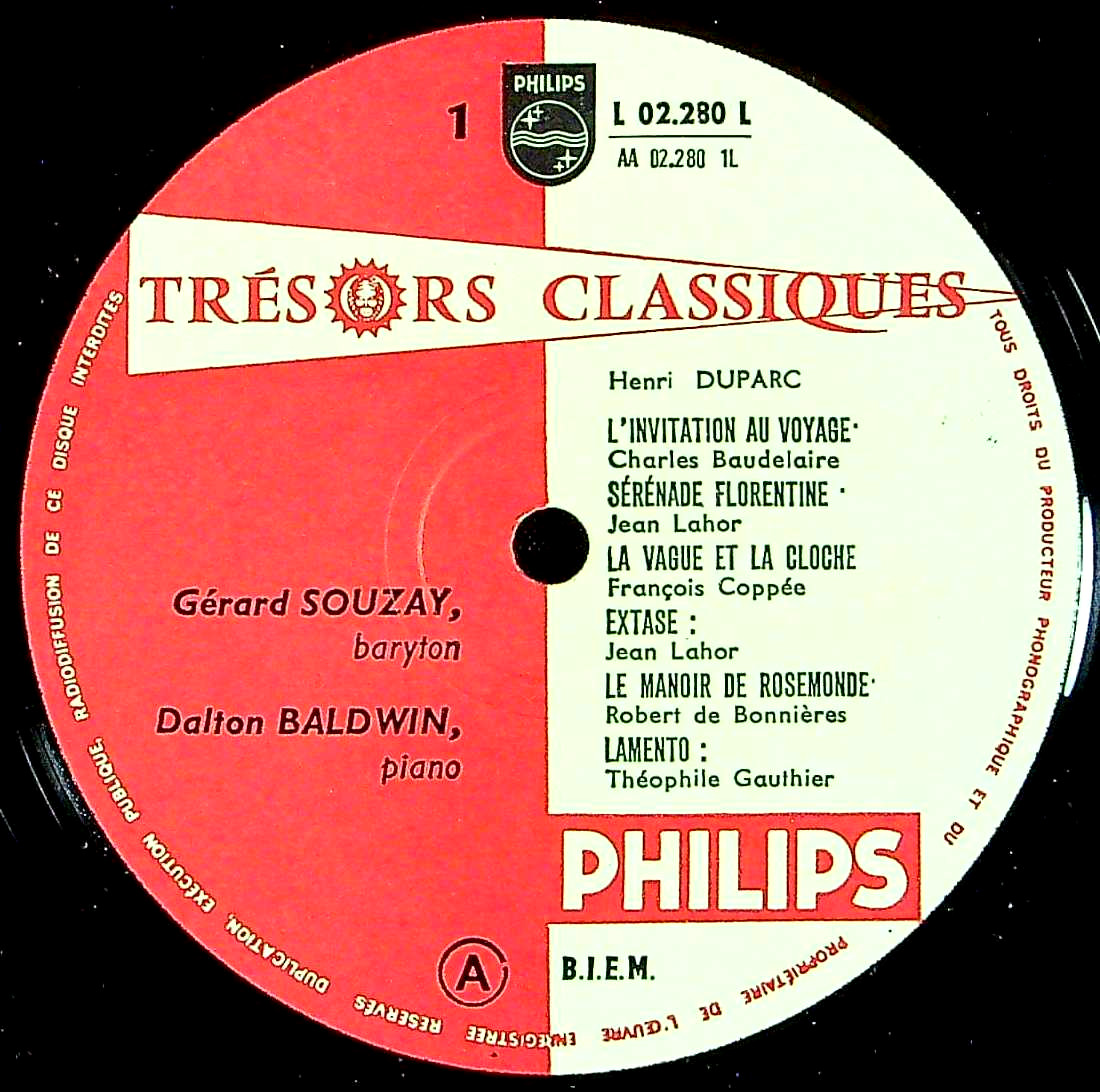 PHILIPS
1
L 02.280 L
AA 02.280 1L
TRÉSORS CLASSIQUES
Henri DUPARC
L'INVITATION AU VOYAGE·
Charles Baudelaire
SÉRÉNADE FLORENTINE ·
Jean Lahor
LA VAGUE ET LA CLOCHE
François Coppée
EXTASE :
Jean Lahor
LE MANOIR DE ROSEMONDE·
Robert de Bonnières
LAMENTO :
Théophile Gauthier
Gérard SOUZAY,
baryton
Dalton BALDWIN,
piano
PHILIPS
A
B.I.E.M.
TOUS DROITS DU PRODUCTEUR PHONOGRAPHIQUE ET DU PROPRIÉTAIRE DE L'ŒUVRE ENREGISTRÉE RÉSERVÉS DUPLICATION, EXÉCUTION PUBLIQUE, RADIODIFFUSION DE CE DISQUE INTERDITES